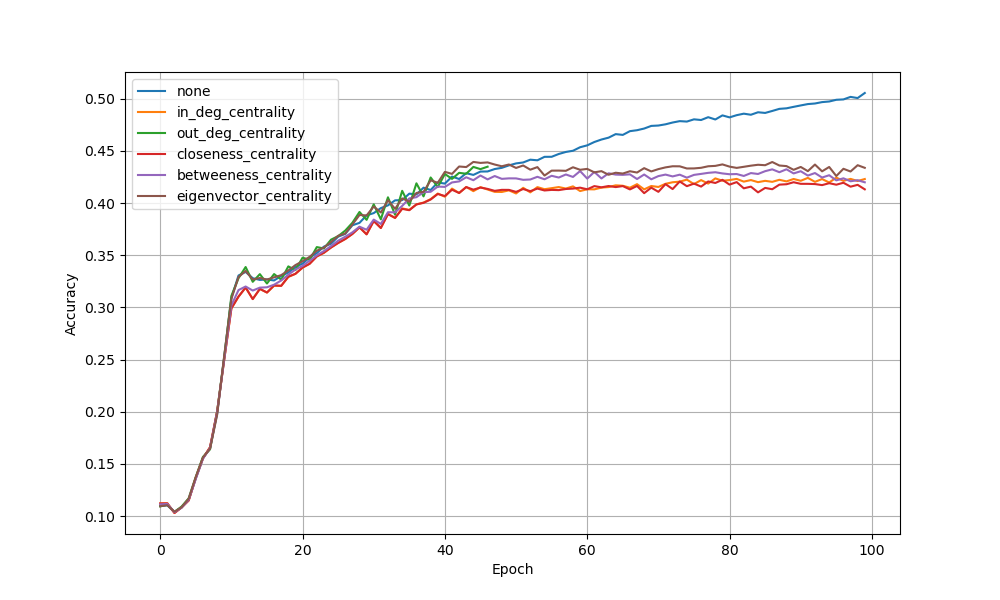 none
in_deg_centrality
out_deg_centrality
closeness_centrality
betweeness_centrality
eigenvector_centrality
0.50
0.45
0.40
0.35
0.30
0.25
0.20
0.15
0.10
Accuracy
0 20 40 60 80 100
Epoch